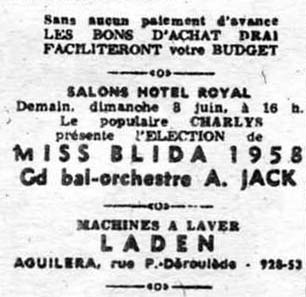 Sans aucun paiement d'avance
LES BONS D'ACHAT DRAI
FACILITERONT votre BUDGET
SALONS HOTEL ROYAL
Demain, dimanche 8 juin, à 16 h.
Le populaire CHARLYS
présente l'ELECTION de
MISS BLIDA 1958
Gd bal-orchestre A. JACK
MACHINES A LAVER
LADEN
AGUILERA, rue P.-Déroulède - 928-53